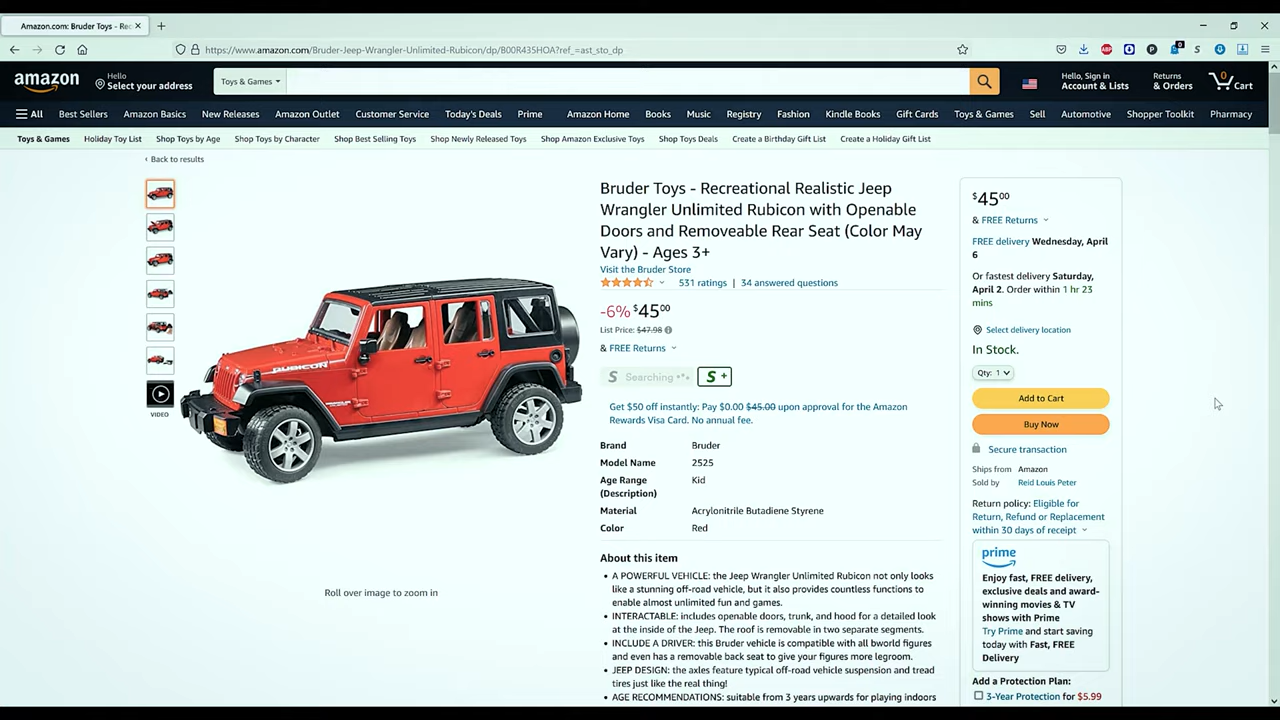 Amazon.com: Bruder Toys - Rec
https://www.amazon.com/Bruder-Jeep-Wrangler-Unlimited-Rubicon/dp/B00R435HOA?ref_=ast_sto_dp
amazon
Hello
Select your address
Toys & Games
Hello, Sign in
Account & Lists
Returns
& Orders
0
Cart
All Best Sellers Amazon Basics New Releases Amazon Outlet Customer Service Today's Deals Prime Amazon Home Books Music Registry Fashion Kindle Books Gift Cards Toys & Games Sell Automotive Shopper Toolkit Pharmacy
Toys & Games Holiday Toy List Shop Toys by Age Shop Toys by Character Shop Best Selling Toys Shop Newly Released Toys Shop Amazon Exclusive Toys Shop Toys Deals Create a Birthday Gift List Create a Holiday Gift List
‹ Back to results
VIDEO
RUBICON
Roll over image to zoom in
Bruder Toys - Recreational Realistic Jeep
Wrangler Unlimited Rubicon with Openable
Doors and Removeable Rear Seat (Color May
Vary) - Ages 3+
Visit the Bruder Store
531 ratings | 34 answered questions
-6% $4500
List Price: $47.98
& FREE Returns
S Searching
S +
Get $50 off instantly: Pay $0.00 $45.00 upon approval for the Amazon
Rewards Visa Card. No annual fee.
Brand Bruder
Model Name 2525
Age Range Kid
(Description)
Material Acrylonitrile Butadiene Styrene
Color Red
About this item
• A POWERFUL VEHICLE: the Jeep Wrangler Unlimited Rubicon not only looks
like a stunning off-road vehicle, but it also provides countless functions to
enable almost unlimited fun and games.
• INTERACTABLE: includes openable doors, trunk, and hood for a detailed look
at the inside of the Jeep. The roof is removable in two separate segments.
• INCLUDE A DRIVER: this Bruder vehicle is compatible with all bworld figures
and even has a removable back seat to give your figures more legroom.
• JEEP DESIGN: the axles feature typical off-road vehicle suspension and tread
tires just like the real thing!
• AGE RECOMMENDATIONS: suitable from 3 years upwards for playing indoors
$4500
& FREE Returns
FREE delivery Wednesday, April
6
Or fastest delivery Saturday,
April 2. Order within 1 hr 23
mins
Select delivery location
In Stock.
Qty: 1
Add to Cart
Buy Now
Secure transaction
Ships from Amazon
Sold by Reid Louis Peter
Return policy: Eligible for
Return, Refund or Replacement
within 30 days of receipt
prime
Enjoy fast, FREE delivery,
exclusive deals and award-
winning movies & TV
shows with Prime
Try Prime and start saving
today with Fast, FREE
Delivery
Add a Protection Plan:
3-Year Protection for $5.99